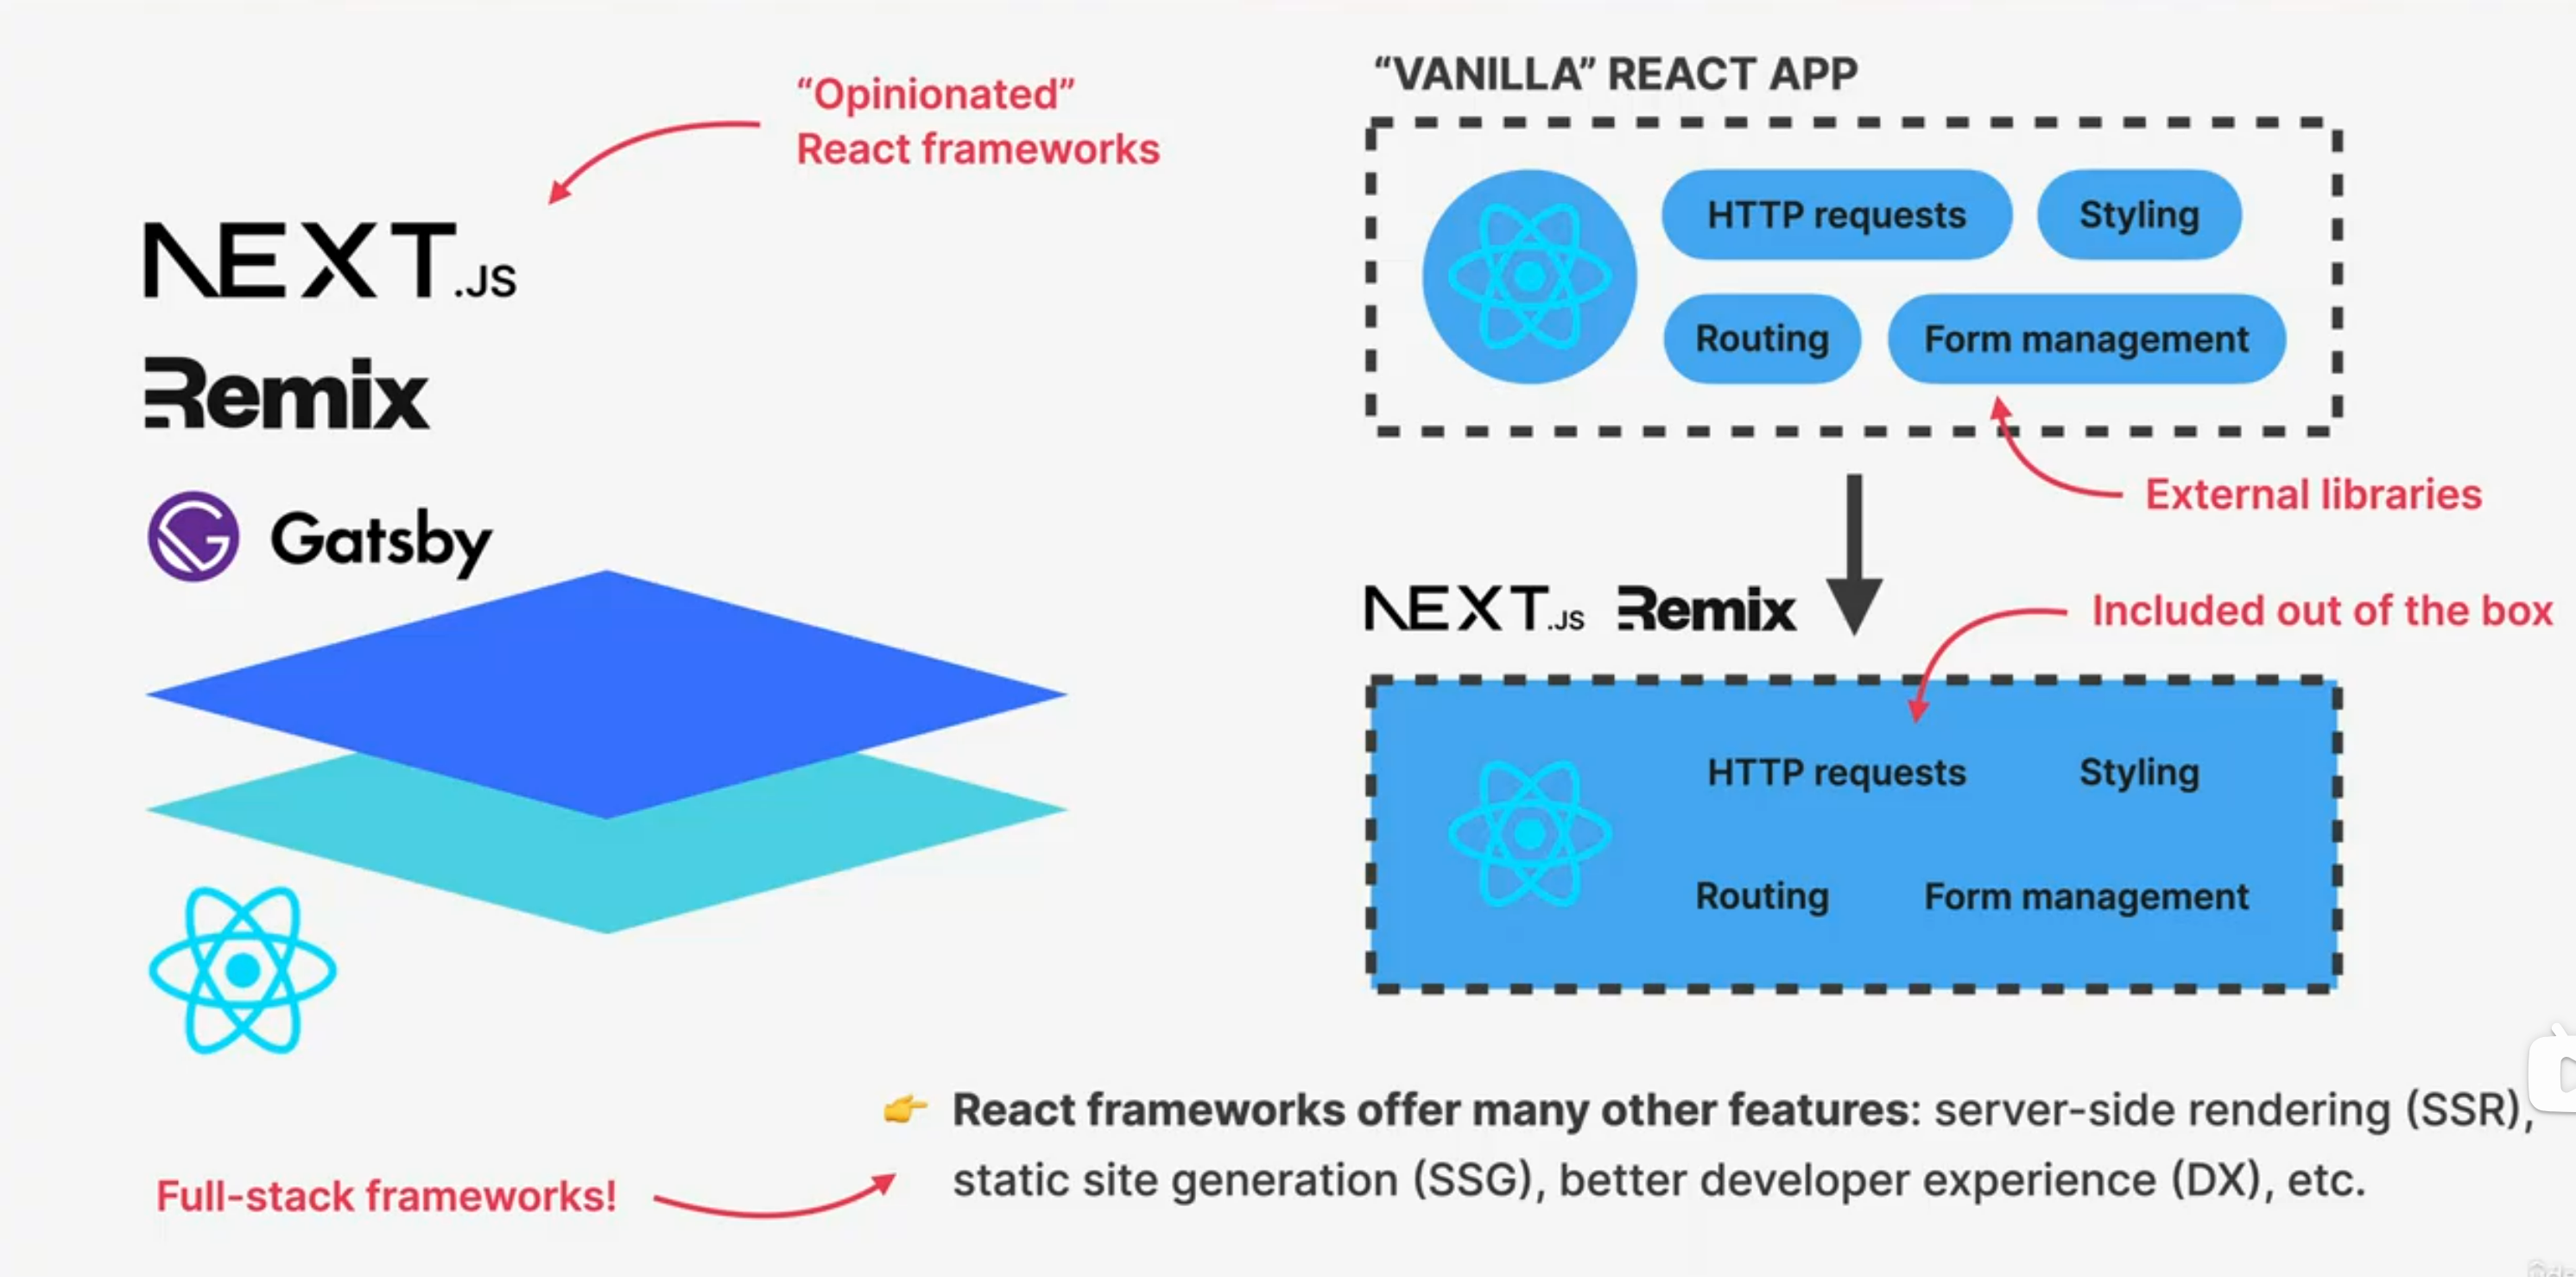 “Opinionated”
React frameworks
NEXT.JS
Remix
Gatsby
“VANILLA” REACT APP
HTTP requests
Styling
Routing
Form management
External libraries
NEXT.JS
Remix
Included out of the box
HTTP requests
Styling
Routing
Form management
👉 React frameworks offer many other features: server-side rendering (SSR),
static site generation (SSG), better developer experience (DX), etc.
Full-stack frameworks!